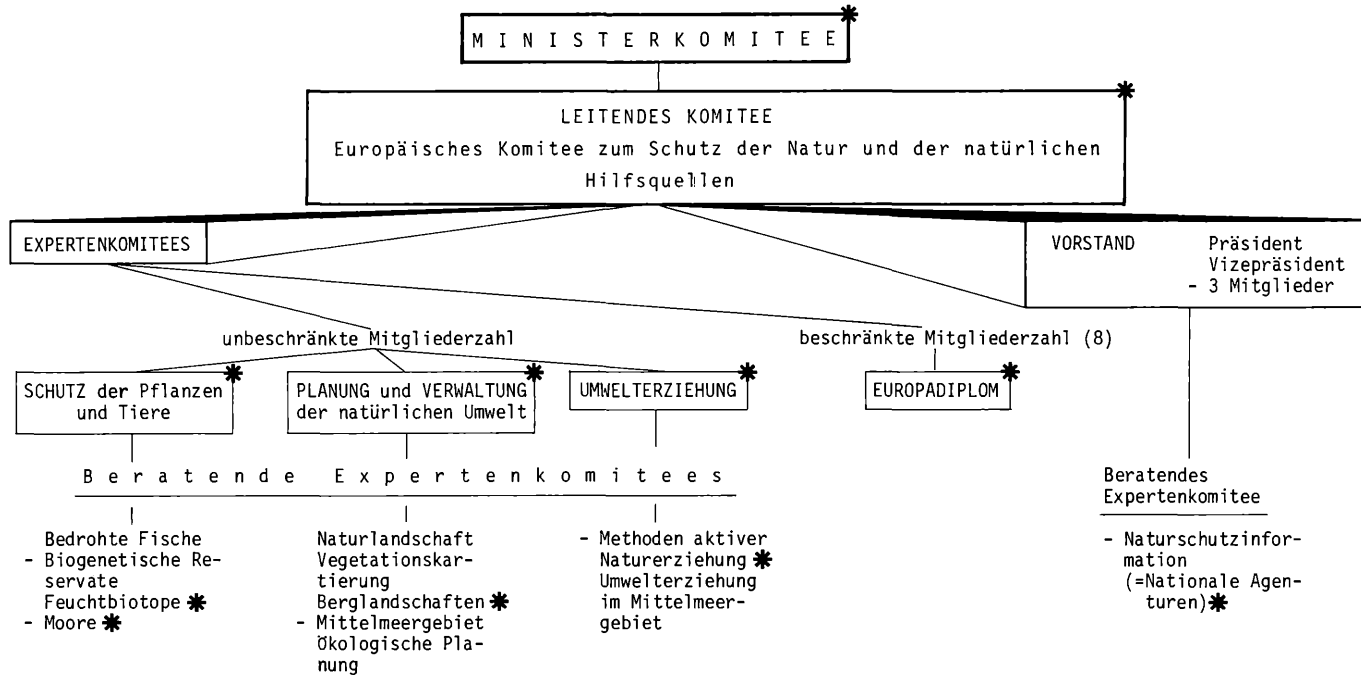 M I N I S T E R K O M I T E E *
LEITENDES KOMITEE *
Europäisches Komitee zum Schutz der Natur und der natürlichen
Hilfsquellen
EXPERTENKOMITEES
VORSTAND Präsident
Vizepräsident
- 3 Mitglieder
unbeschränkte Mitgliederzahl
beschränkte Mitgliederzahl (8)
SCHUTZ der Pflanzen *
und Tiere
PLANUNG und VERWALTUNG *
der natürlichen Umwelt
UMWELTERZIEHUNG *
EUROPADIPLOM *
B e r a t e n d e E x p e r t e n k o m i t e e s
Bedrohte Fische
- Biogenetische Re-
servate
Feuchtbiotope *
- Moore *
Naturlandschaft
Vegetationskar-
tierung
Berglandschaften *
- Mittelmeergebiet
Ökologische Pla-
nung
- Methoden aktiver
Naturerziehung *
Umwelterziehung
im Mittelmeer-
gebiet
Beratendes
Expertenkomitee
- Naturschutzinfor-
mation
(=Nationale Agen-
turen) *